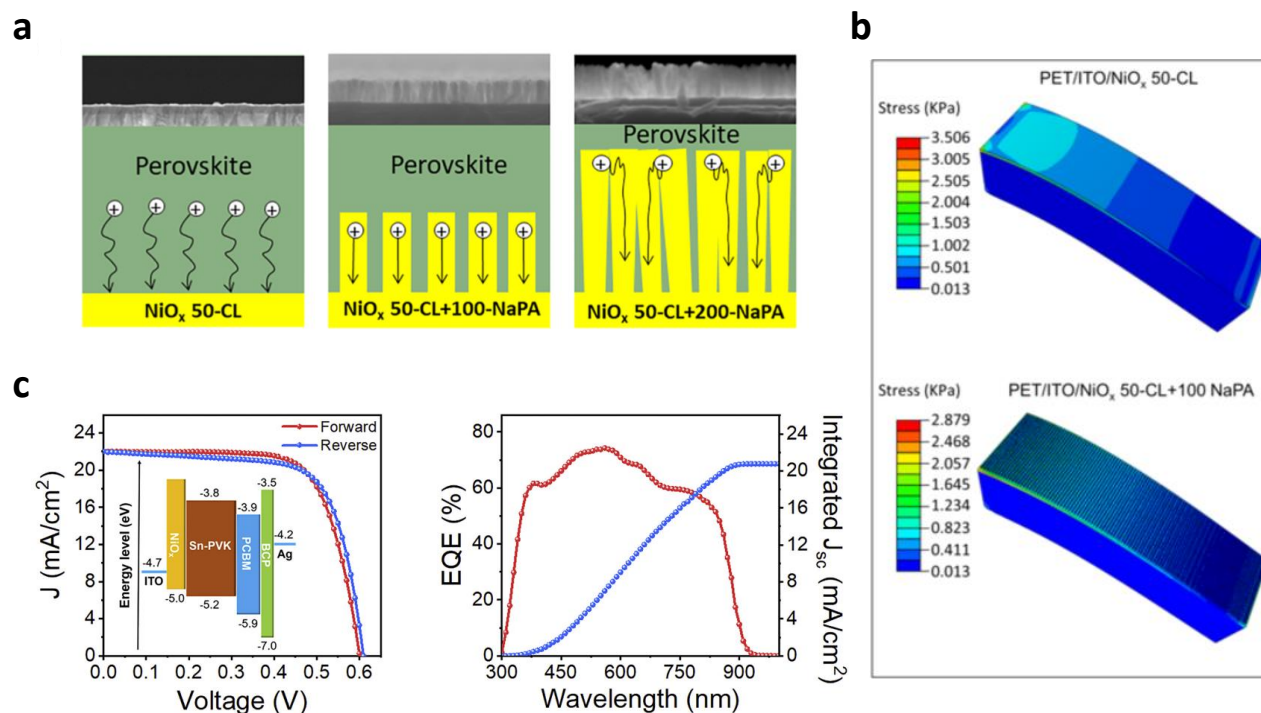 a
Perovskite
+ + + + +
NiOx 50-CL
Perovskite
+ + + + +
NiOx 50-CL+100-NaPA
Perovskite
+ + + +
NiOx 50-CL+200-NaPA
b
PET/ITO/NiOx 50-CL
Stress (KPa)
3.506
3.005
2.505
2.004
1.503
1.002
0.501
0.013
PET/ITO/NiOx 50-CL+100 NaPA
Stress (KPa)
2.879
2.468
2.057
1.645
1.234
0.823
0.411
0.013
c
Forward
Reverse
J (mA/cm2)
24
20
16
12
8
4
0
0.0 0.1 0.2 0.3 0.4 0.5 0.6
Voltage (V)
Energy level (eV)
-4.7
ITO
NiOx
-5.0
-3.8
Sn-PVK
-5.2
-3.9
PCBM
-5.9
-3.5
BCP
-7.0
-4.2
Ag
EQE (%)
80
60
40
20
0
300 450 600 750 900
Wavelength (nm)
24
20
16
12
8
4
0
Integrated Jsc (mA/cm2)